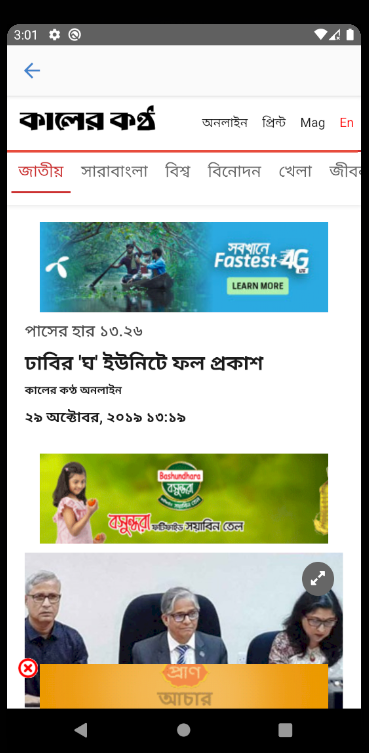 3:01
কালের কণ্ঠ
অনলাইন প্রিন্ট Mag En
জাতীয় সারাবাংলা বিশ্ব বিনোদন খেলা জীবন
সবখানে
Fastest 4G
LEARN MORE
পাসের হার ১৩.২৬
ঢাবির 'ঘ' ইউনিটে ফল প্রকাশ
কালের কণ্ঠ অনলাইন
২৯ অক্টোবর, ২০১৯ ১৩:১৯
Bashundhara
বসুন্ধরা
বসুন্ধরা ফর্টিফাইড সয়াবিন তেল
প্রাণ
আচার